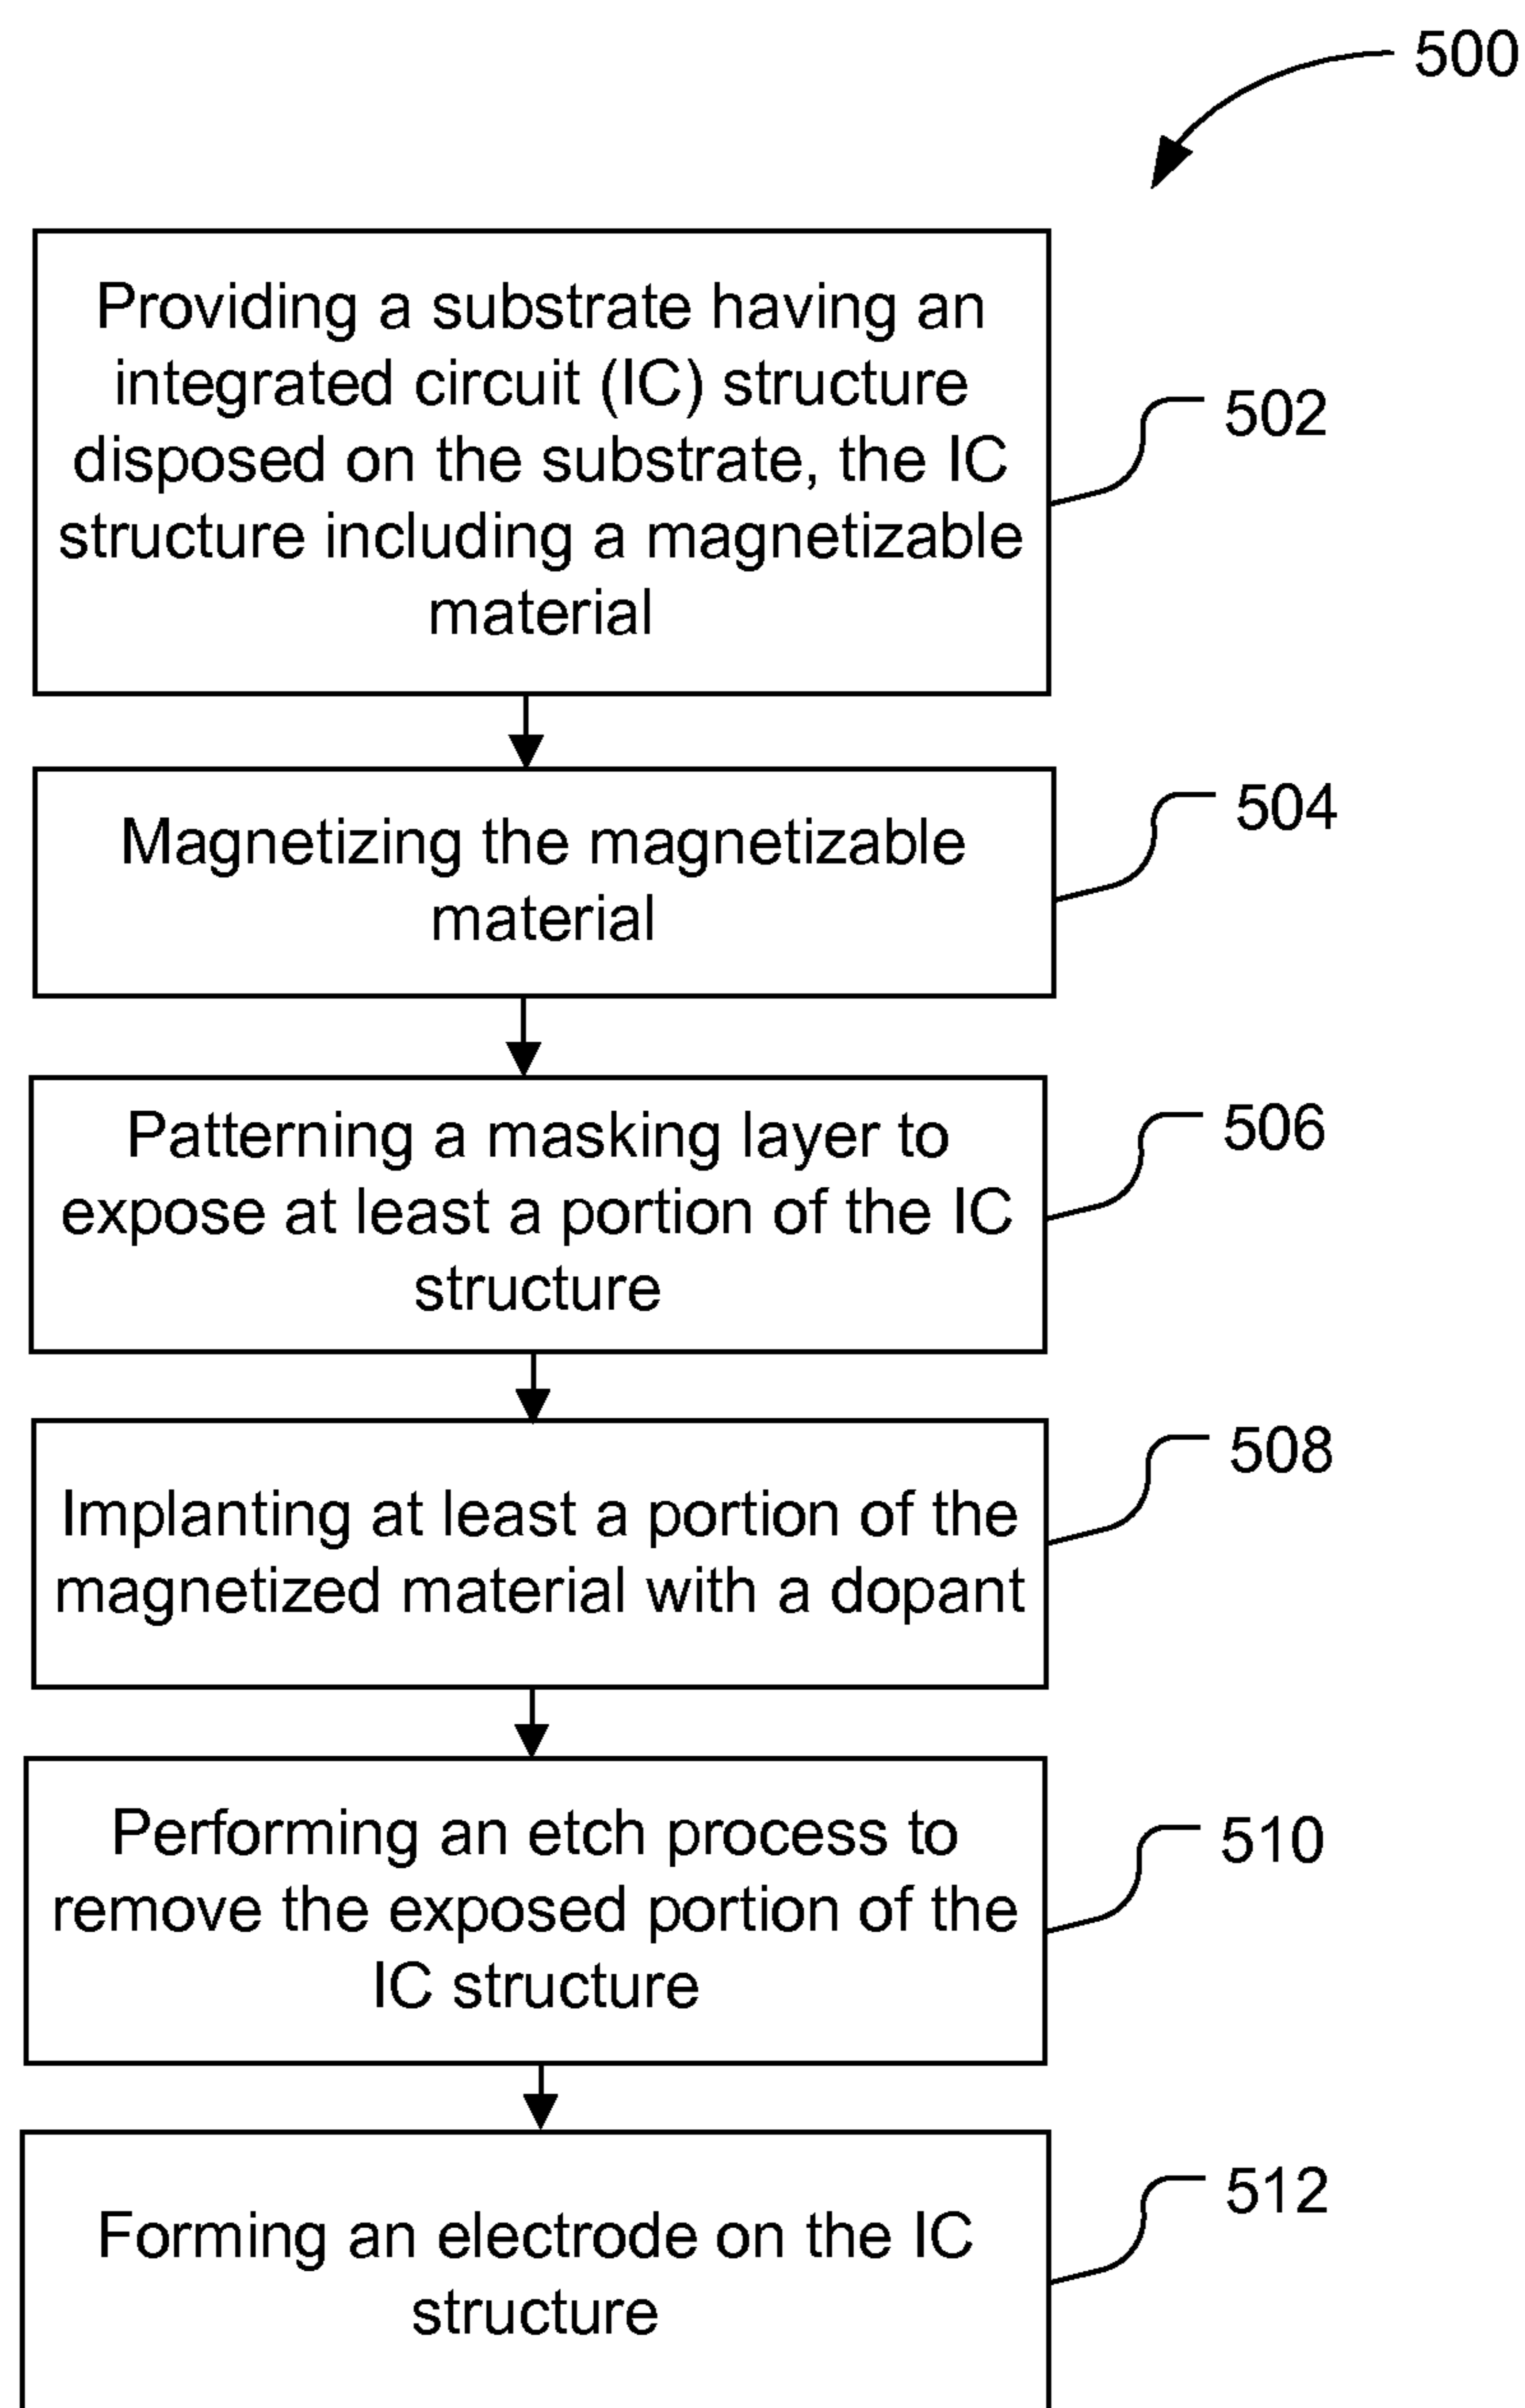 500
Providing a substrate having an
integrated circuit (IC) structure
disposed on the substrate, the IC
structure including a magnetizable
material
502
Magnetizing the magnetizable
material
504
Patterning a masking layer to
expose at least a portion of the IC
structure
506
Implanting at least a portion of the
magnetized material with a dopant
508
Performing an etch process to
remove the exposed portion of the
IC structure
510
Forming an electrode on the IC
structure
512